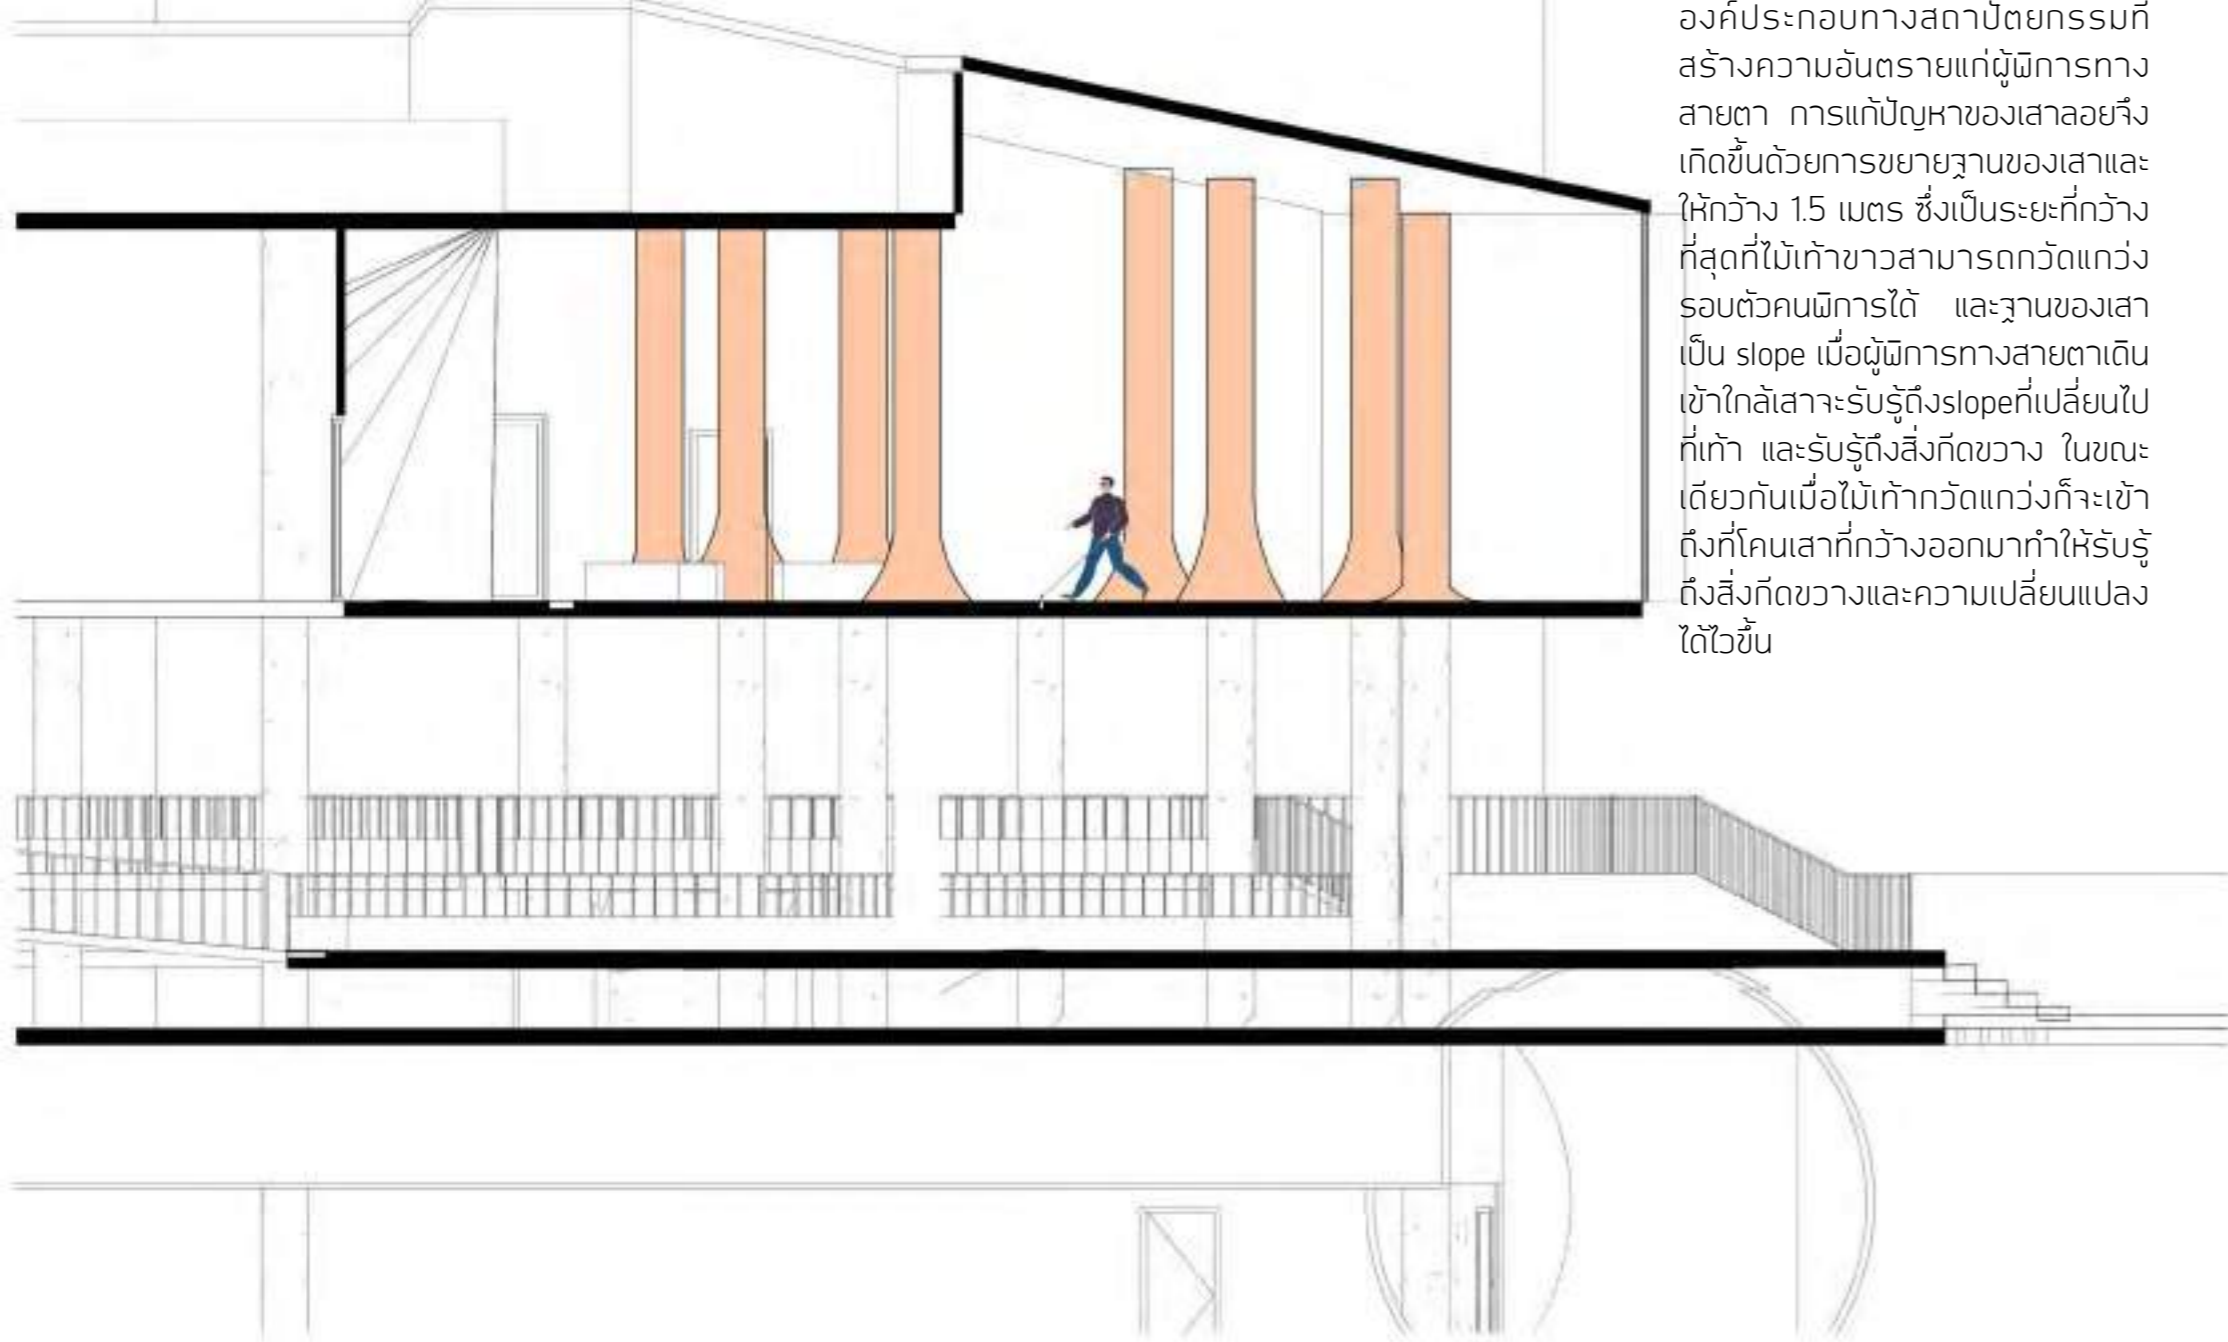 องค์ประกอบทางสถาปัตยกรรมที่
สร้างความอันตรายแก่ผู้พิการทาง
สายตา การแก้ปัญหาของเสาลอยจึง
เกิดขึ้นด้วยการขยายฐานของเสาและ
ให้กว้าง 1.5 เมตร ซึ่งเป็นระยะที่กว้าง
ที่สุดที่ไม้เท้าขาวสามารถกวัดแกว่ง
รอบตัวคนพิการได้ และฐานของเสา
เป็น slope เมื่อผู้พิการทางสายตาเดิน
เข้าใกล้เสาจะรับรู้ถึงslopeที่เปลี่ยนไป
ที่เท้า และรับรู้ถึงสิ่งกีดขวาง ในขณะ
เดียวกันเมื่อไม้เท้ากวัดแกว่งก็จะเข้า
ถึงที่โคนเสาที่กว้างออกมาทำให้รับรู้
ถึงสิ่งกีดขวางและความเปลี่ยนแปลง
ได้ไวขึ้น